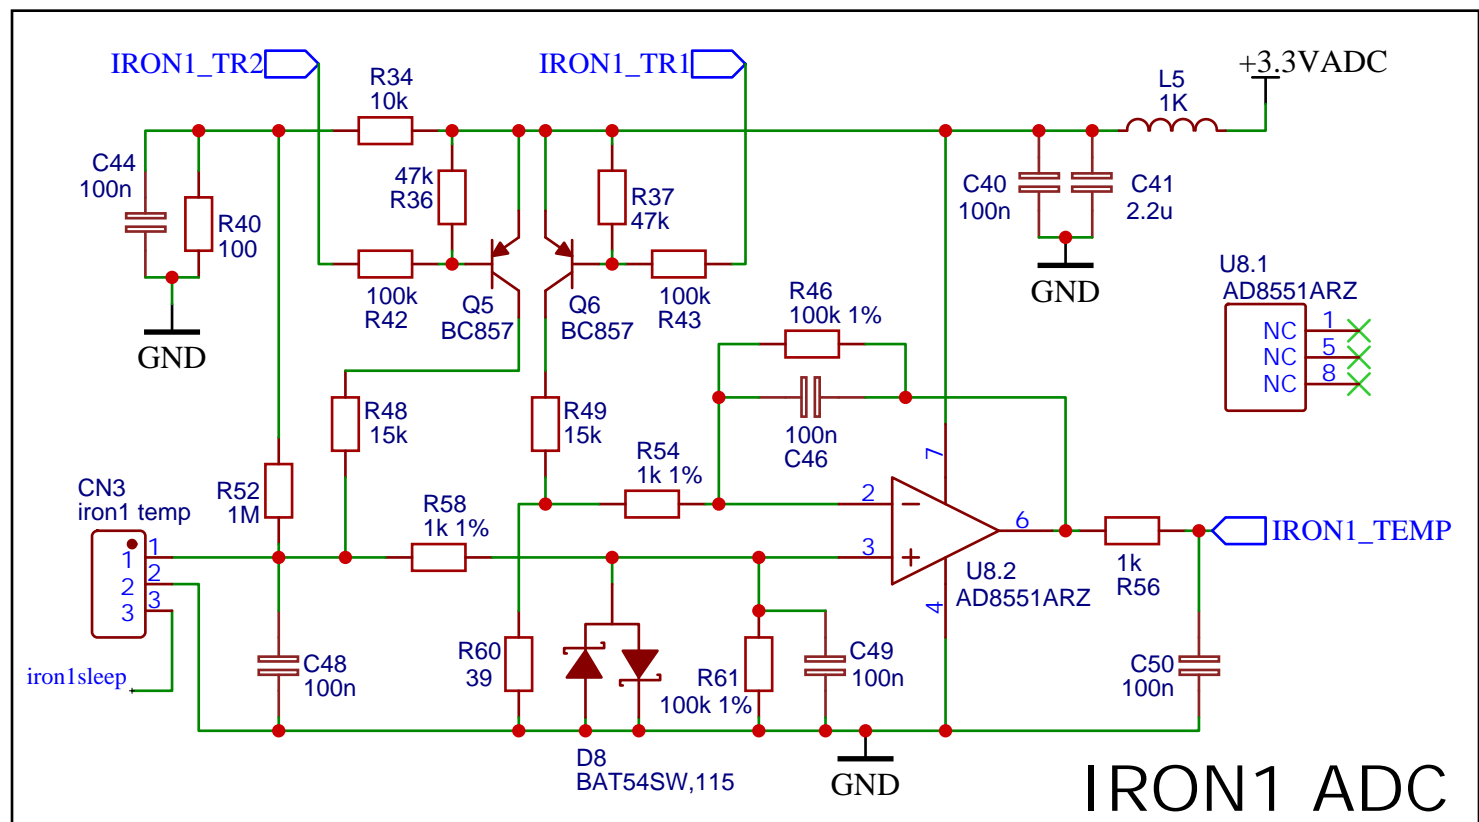 IRON1_TR2
IRON1_TR1
+3.3VADC
R34
10k
L5
1K
C44
100n
47k
R36
R37
47k
C40
100n
C41
2.2u
R40
100
GND
100k
R42
Q5
BC857
Q6
BC857
100k
R43
GND
U8.1
AD8551ARZ
NC 1
NC 5
NC 8
R46
100k 1%
100n
C46
R48
15k
R49
15k
R54
1k 1%
7
CN3
iron1 temp
R52
1M
R58
1k 1%
2
6
3
1 1
2 2
3 3
IRON1_TEMP
1k
R56
U8.2
AD8551ARZ
4
iron1sleep
C48
100n
R60
39
R61
100k 1%
C49
100n
C50
100n
D8
BAT54SW,115
GND
IRON1 ADC